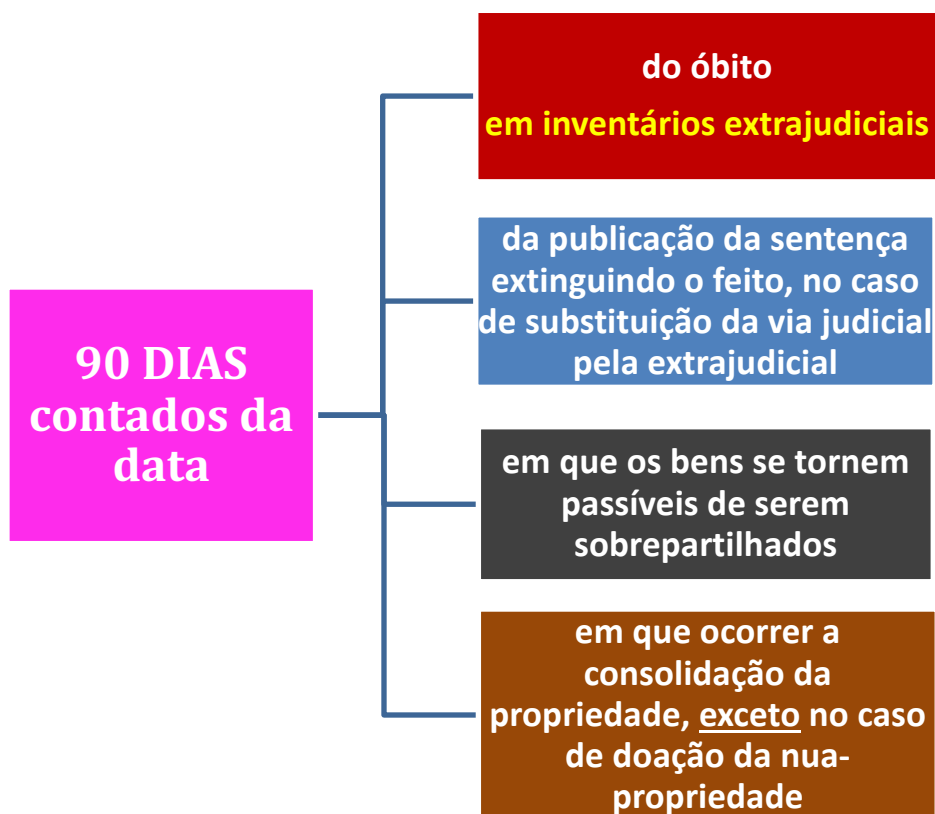 90 DIAS
contados da
data
do óbito
em inventários extrajudiciais
da publicação da sentença
extinguindo o feito, no caso
de substituição da via judicial
pela extrajudicial
em que os bens se tornem
passíveis de serem
sobrepartilhados
em que ocorrer a
consolidação da
propriedade, exceto no caso
de doação da nua-
propriedade